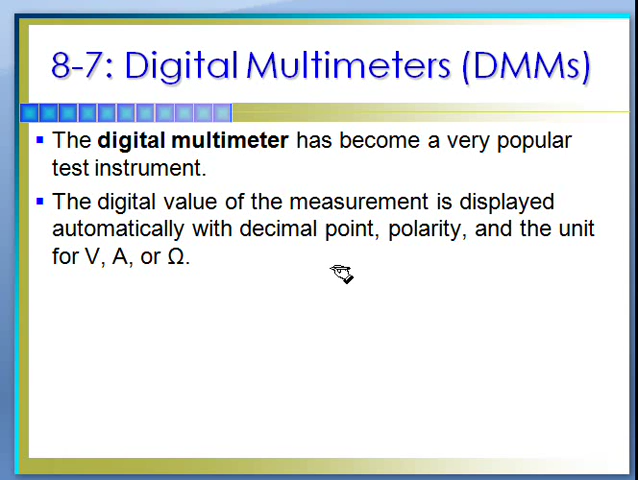 8-7: Digital Multimeters (DMMs)
The digital multimeter has become a very popular
test instrument.
The digital value of the measurement is displayed
automatically with decimal point, polarity, and the unit
for V, A, or Ω.